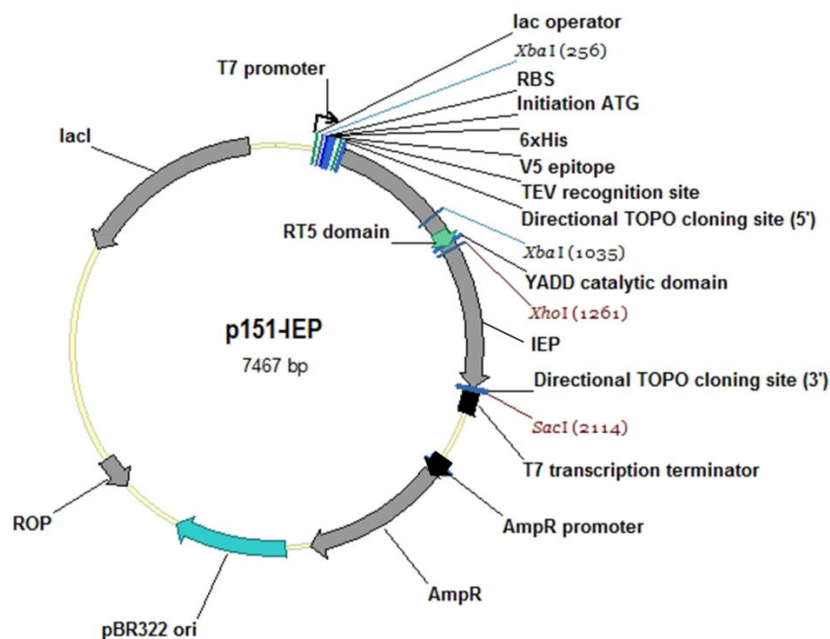 lac operator
XbaI (256)
T7 promoter
RBS
Initiation ATG
lacI
6xHis
V5 epitope
TEV recognition site
Directional TOPO cloning site (5')
RT5 domain
XbaI (1035)
YADD catalytic domain
XhoI (1261)
p151-IEP
IEP
7467 bp
Directional TOPO cloning site (3')
SacI (2114)
T7 transcription terminator
ROP
AmpR promoter
AmpR
pBR322 ori